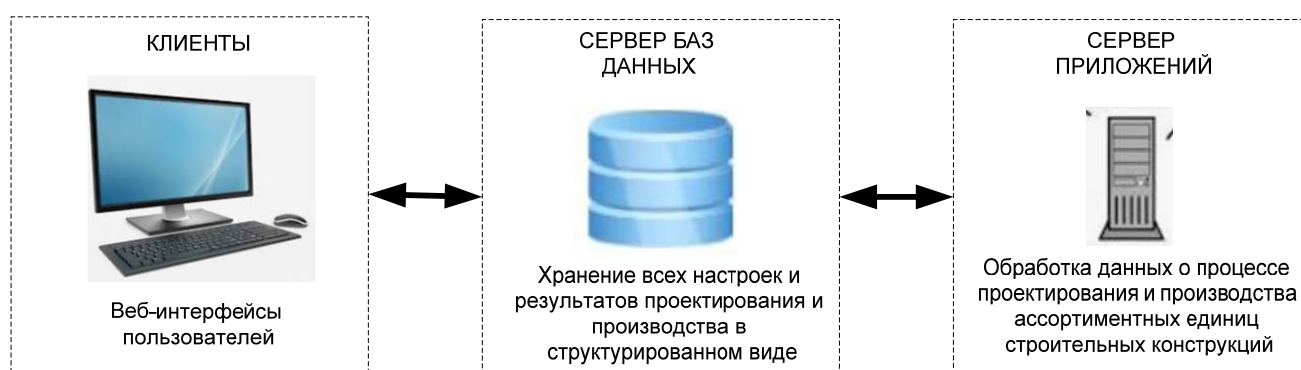 КЛИЕНТЫ
Веб-интерфейсы
пользователей
СЕРВЕР БАЗ
ДАННЫХ
Хранение всех настроек и
результатов проектирования и
производства в
структурированном виде
СЕРВЕР
ПРИЛОЖЕНИЙ
Обработка данных о процессе
проектирования и производства
ассортиментных единиц
строительных конструкций